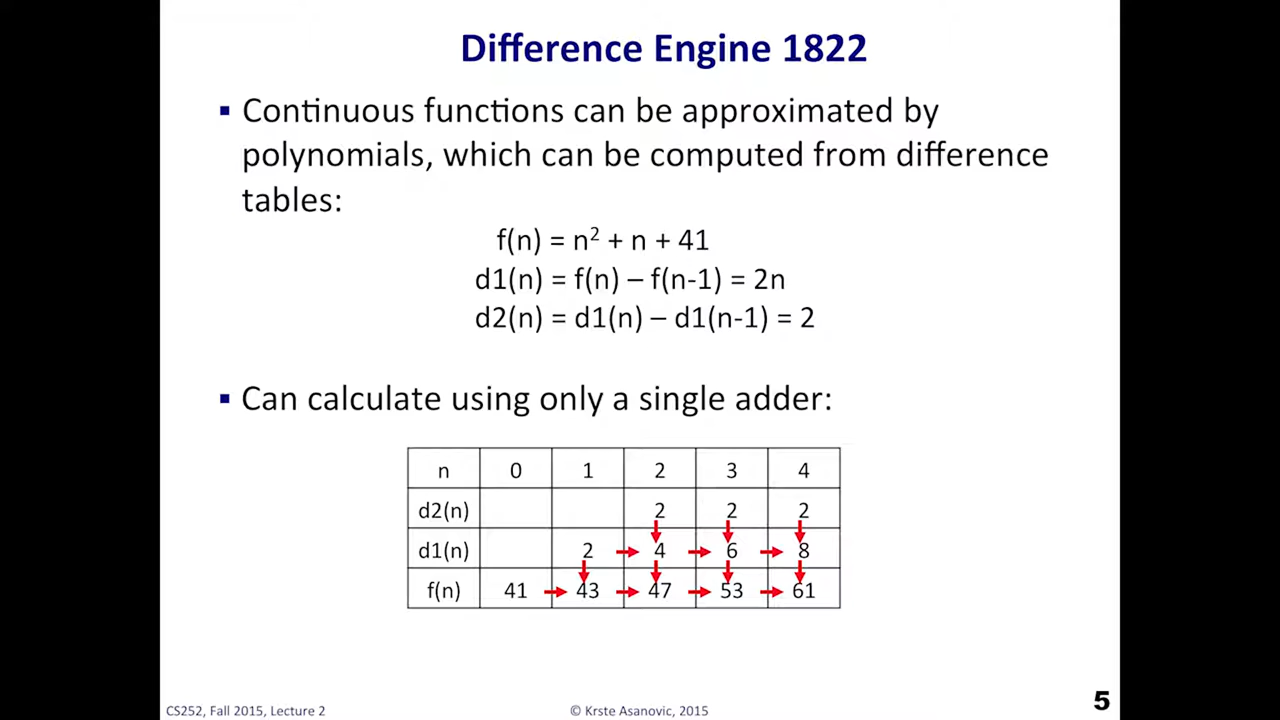 Difference Engine 1822
▪ Continuous functions can be approximated by
polynomials, which can be computed from difference
tables:
f(n) = n² + n + 41
d1(n) = f(n) – f(n-1) = 2n
d2(n) = d1(n) – d1(n-1) = 2
▪ Can calculate using only a single adder:
n 0 1 2 3 4
d2(n) 2 2 2
d1(n) 2 4 6 8
f(n) 41 43 47 53 61
CS252, Fall 2015, Lecture 2
© Krste Asanovic, 2015
5